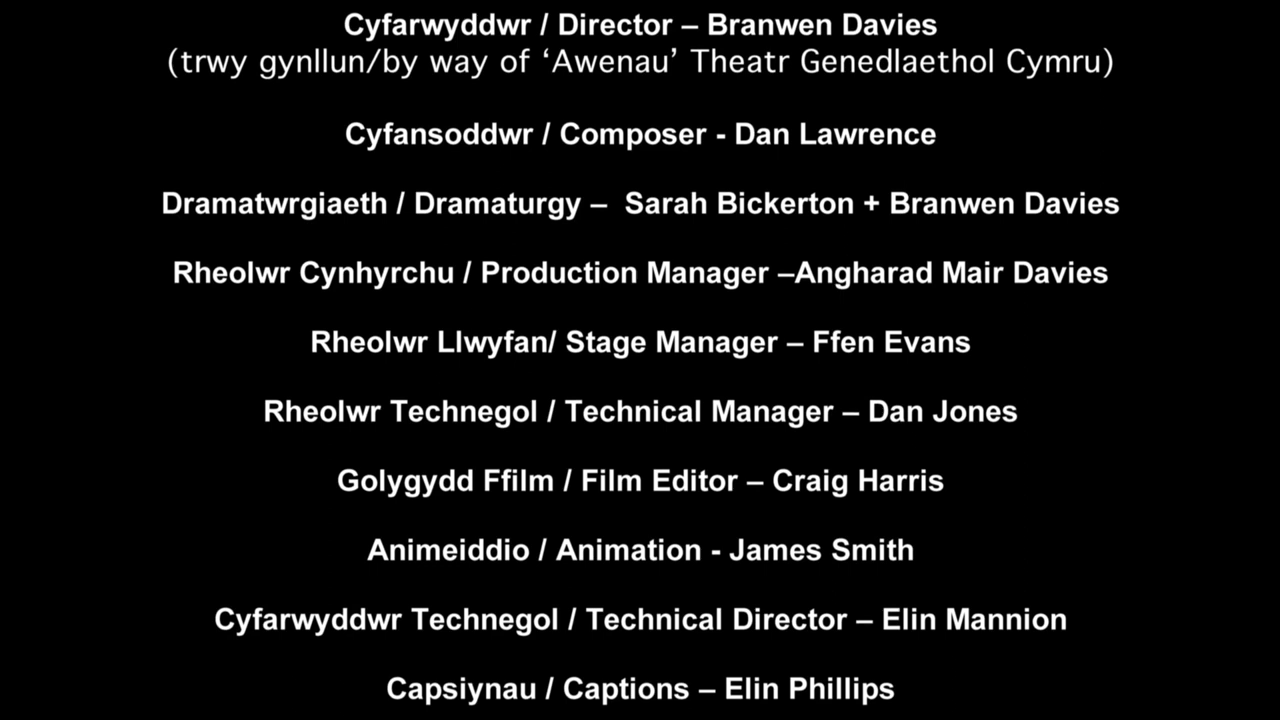 Cyfarwyddwr / Director – Branwen Davies
(trwy gynllun/by way of ‘Awenau’ Theatr Genedlaethol Cymru)
Cyfansoddwr / Composer - Dan Lawrence
Dramatwrgiaeth / Dramaturgy –  Sarah Bickerton + Branwen Davies
Rheolwr Cynhyrchu / Production Manager –Angharad Mair Davies
Rheolwr Llwyfan/ Stage Manager – Ffen Evans
Rheolwr Technegol / Technical Manager – Dan Jones
Golygydd Ffilm / Film Editor – Craig Harris
Animeiddio / Animation - James Smith
Cyfarwyddwr Technegol / Technical Director – Elin Mannion
Capsiynau / Captions – Elin Phillips